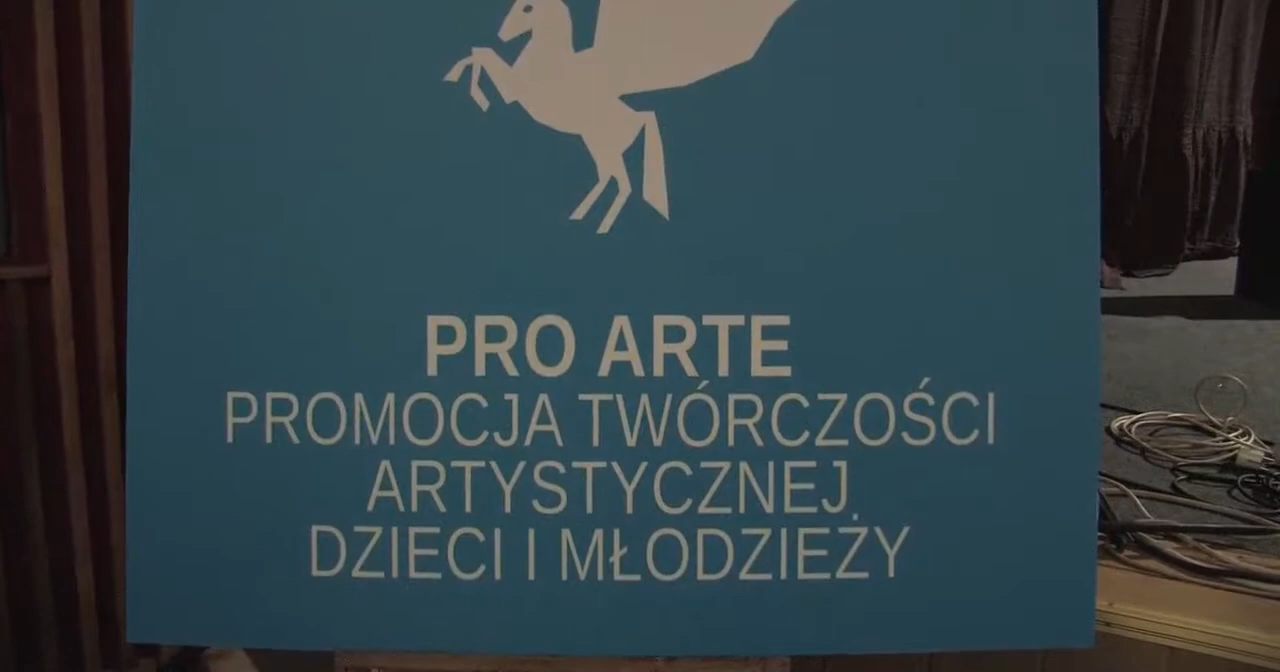 PRO ARTE
PROMOCJA TWÓRCZOŚCI
ARTYSTYCZNEJ
DZIECI I MŁODZIEŻY